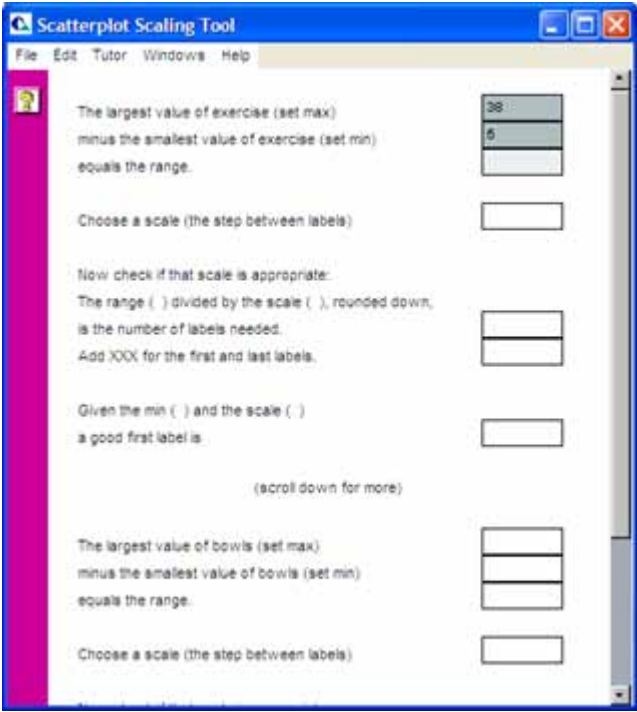 Scatterplot Scaling Tool
File Edit Tutor Windows Help
The largest value of exercise (set max) 38
minus the smallest value of exercise (set min) 6
equals the range.
Choose a scale (the step between labels)
Now check if that scale is appropriate:
The range ( ) divided by the scale ( ), rounded down,
is the number of labels needed.
Add XXX for the first and last labels.
Given the min ( ) and the scale ( )
a good first label is
(scroll down for more)
The largest value of bowls (set max)
minus the smallest value of bowls (set min)
equals the range.
Choose a scale (the step between labels)